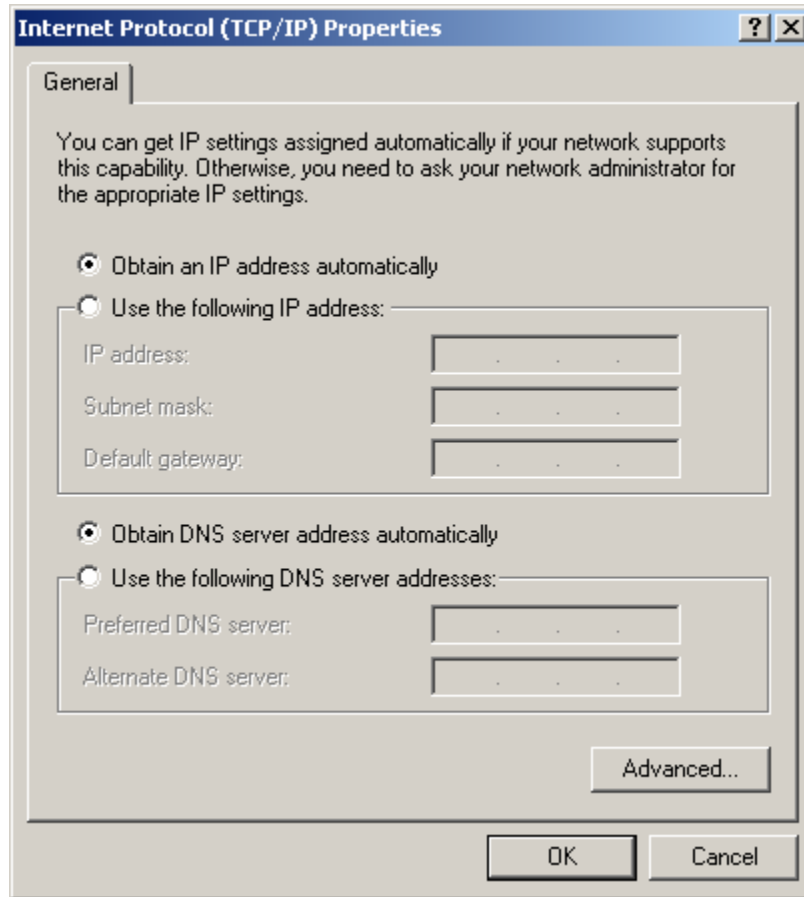 Internet Protocol (TCP/IP) Properties
General
You can get IP settings assigned automatically if your network supports
this capability. Otherwise, you need to ask your network administrator for
the appropriate IP settings.
Obtain an IP address automatically
Use the following IP address:
IP address:
Subnet mask:
Default gateway:
Obtain DNS server address automatically
Use the following DNS server addresses:
Preferred DNS server:
Alternate DNS server:
Advanced...
OK Cancel